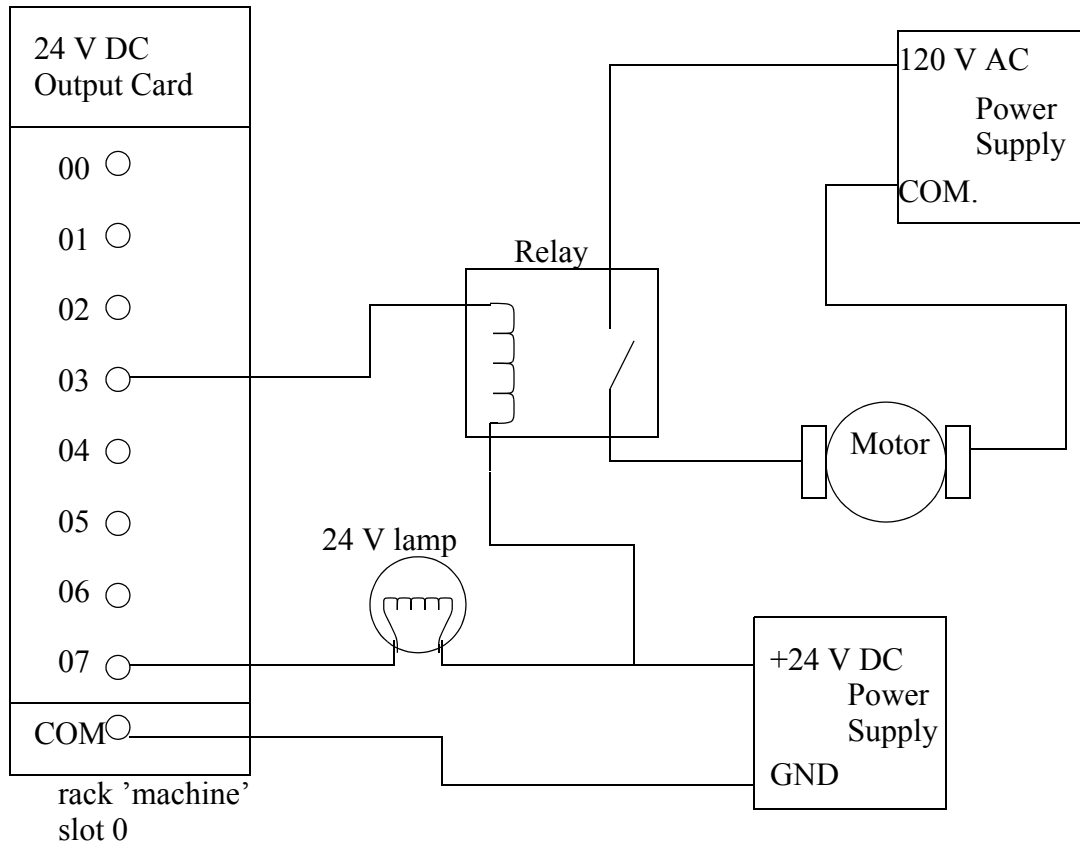 24 V DC
Output Card
00
01
02
03
04
05
06
07
COM
rack ’machine’
slot 0
Relay
24 V lamp
120 V AC
Power
Supply
COM.
Motor
+24 V DC
Power
Supply
GND